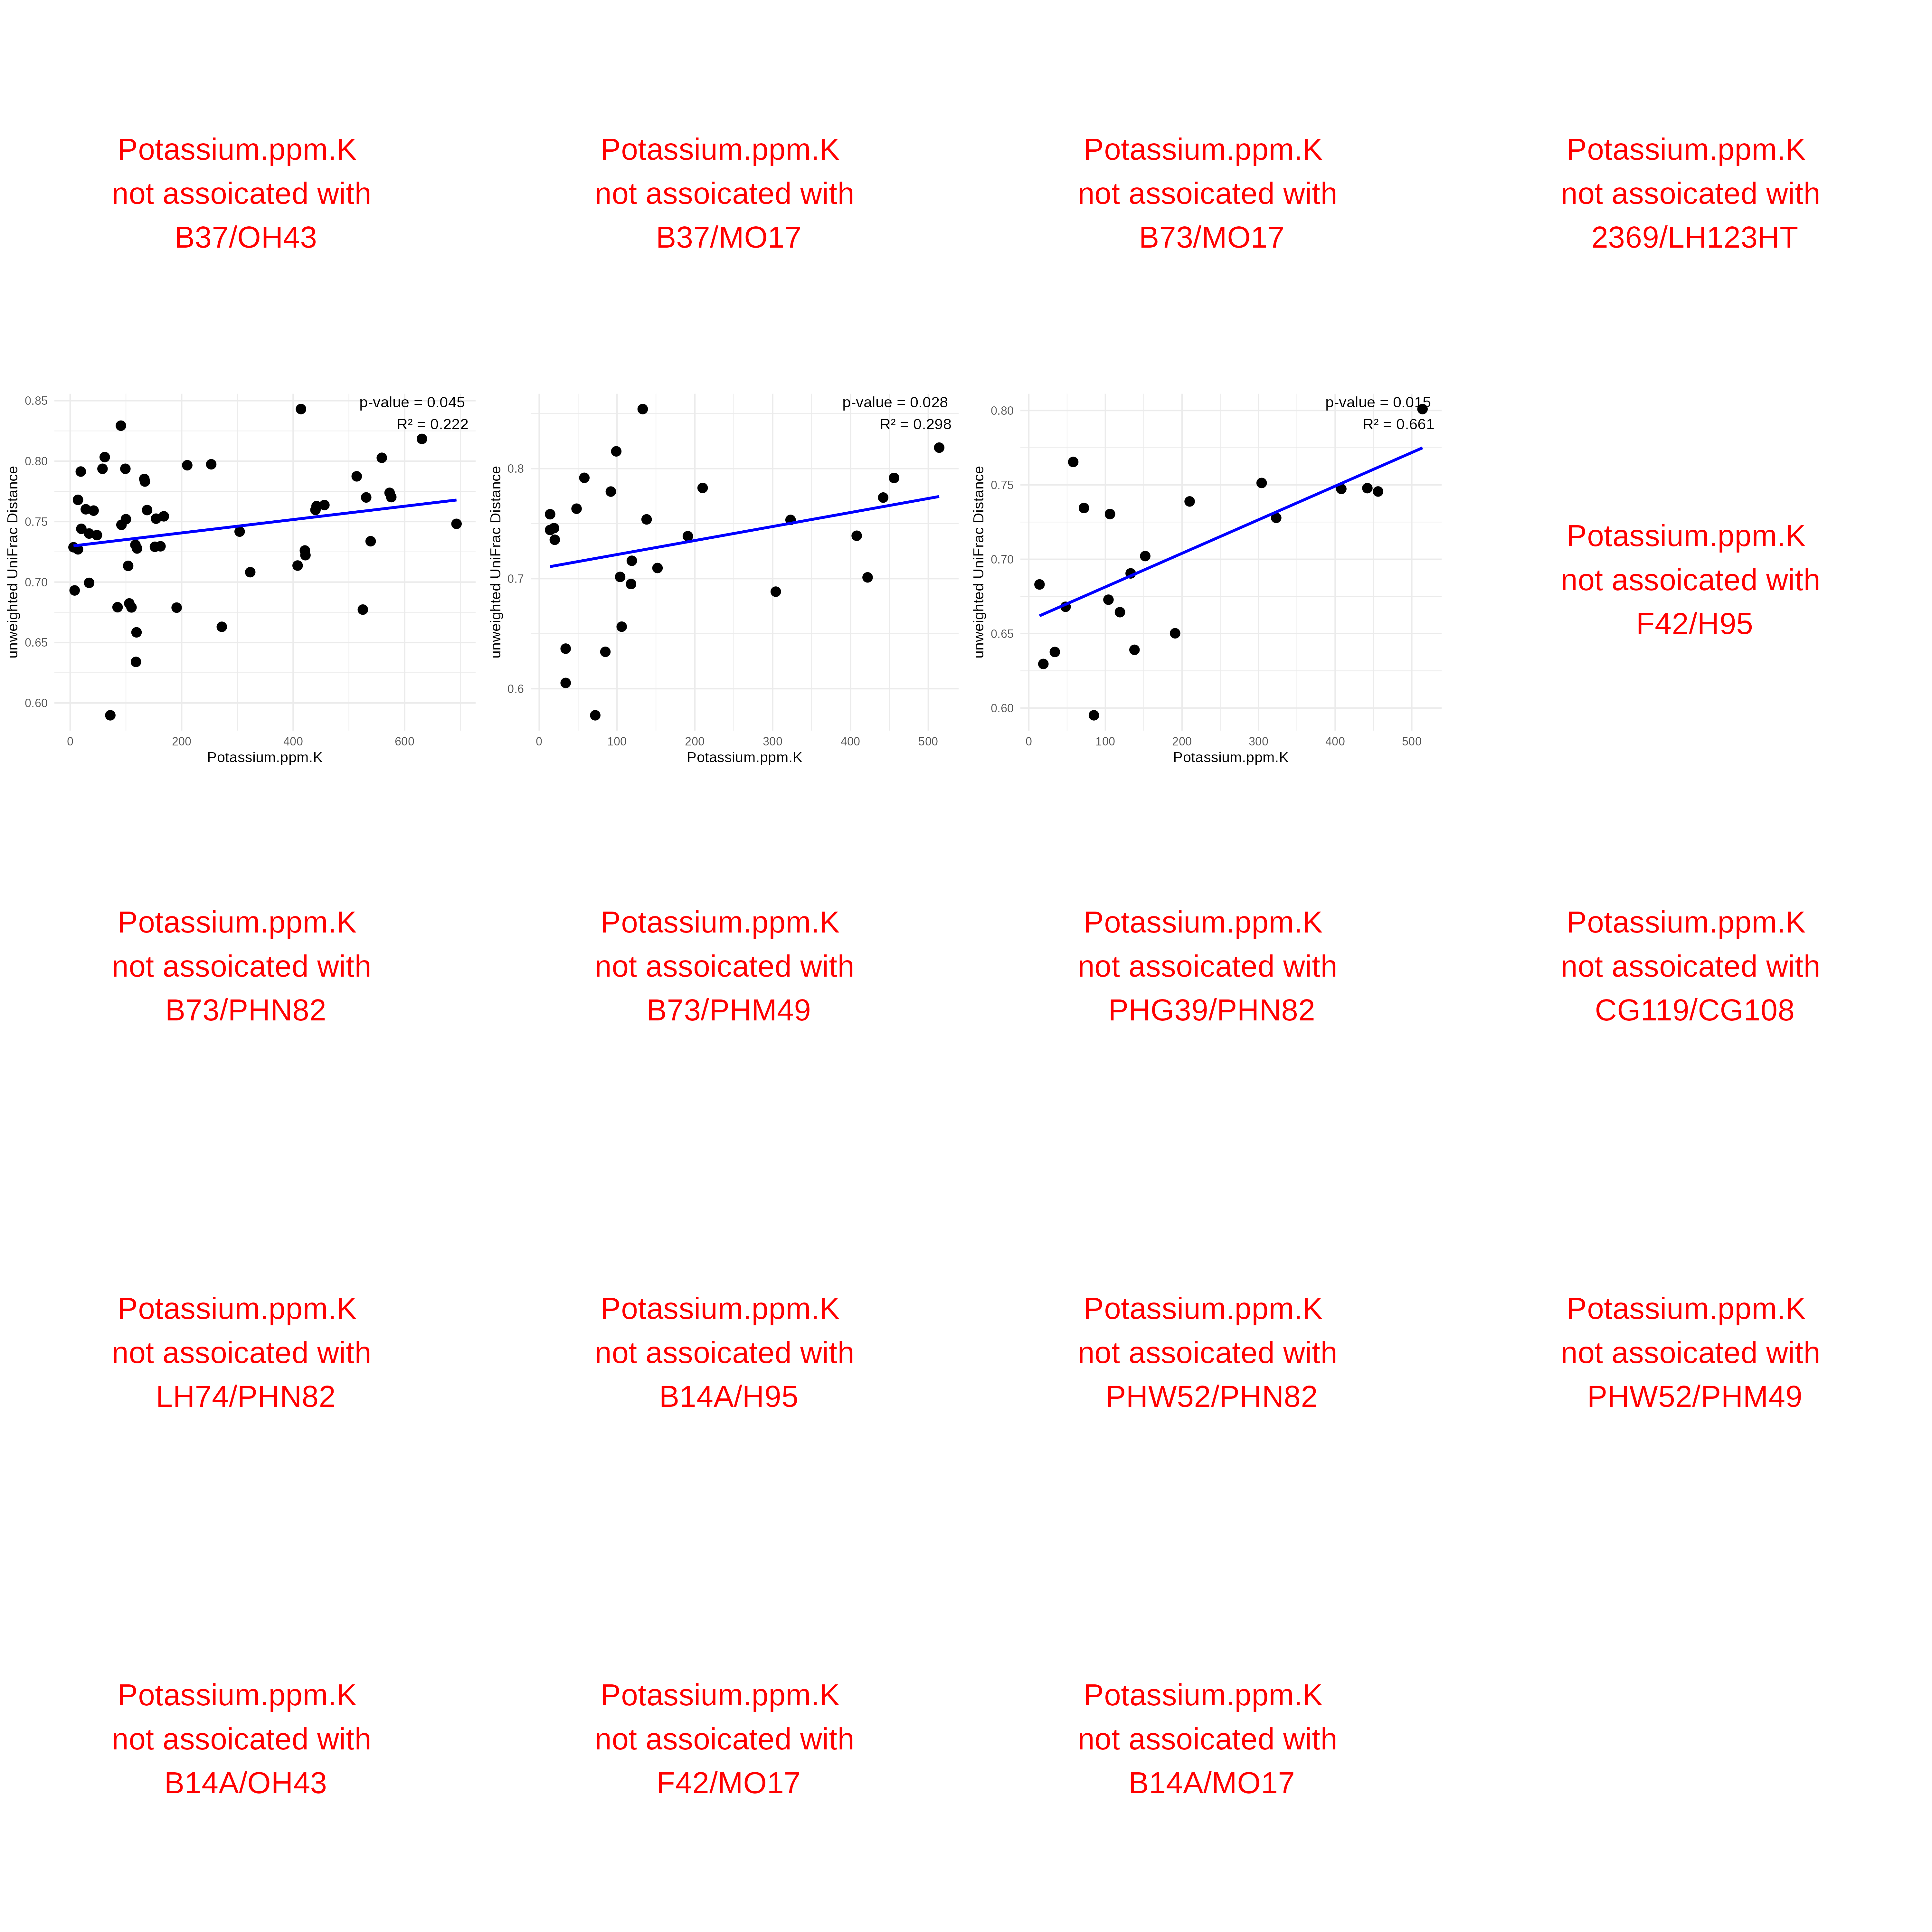 Potassium.ppm.K
not assoicated with
B37/OH43
Potassium.ppm.K
not assoicated with
B37/MO17
Potassium.ppm.K
not assoicated with
B73/MO17
Potassium.ppm.K
not assoicated with
2369/LH123HT
p-value = 0.045
R² = 0.222
unweighted UniFrac Distance
0.85
0.80
0.75
0.70
0.65
0.60
0 200 400 600
Potassium.ppm.K
p-value = 0.028
R² = 0.298
unweighted UniFrac Distance
0.8
0.7
0.6
0 100 200 300 400 500
Potassium.ppm.K
p-value = 0.015
R² = 0.661
unweighted UniFrac Distance
0.80
0.75
0.70
0.65
0.60
0 100 200 300 400 500
Potassium.ppm.K
Potassium.ppm.K
not assoicated with
F42/H95
Potassium.ppm.K
not assoicated with
B73/PHN82
Potassium.ppm.K
not assoicated with
B73/PHM49
Potassium.ppm.K
not assoicated with
PHG39/PHN82
Potassium.ppm.K
not assoicated with
CG119/CG108
Potassium.ppm.K
not assoicated with
LH74/PHN82
Potassium.ppm.K
not assoicated with
B14A/H95
Potassium.ppm.K
not assoicated with
PHW52/PHN82
Potassium.ppm.K
not assoicated with
PHW52/PHM49
Potassium.ppm.K
not assoicated with
B14A/OH43
Potassium.ppm.K
not assoicated with
F42/MO17
Potassium.ppm.K
not assoicated with
B14A/MO17